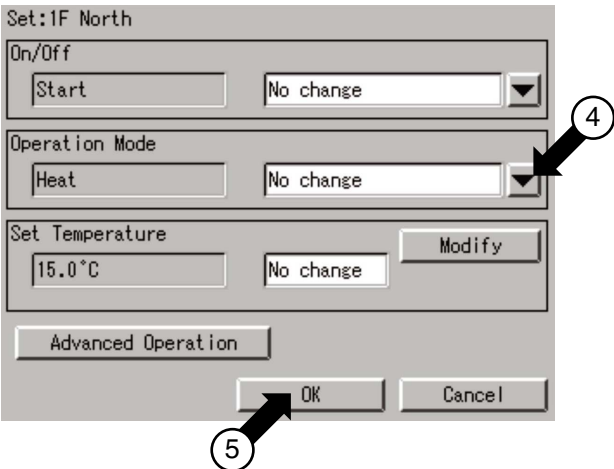 Set:1F North
On/Off
Start No change
4
Operation Mode
Heat No change
Set Temperature
Modify
15.0°C No change
Advanced Operation
OK Cancel
5